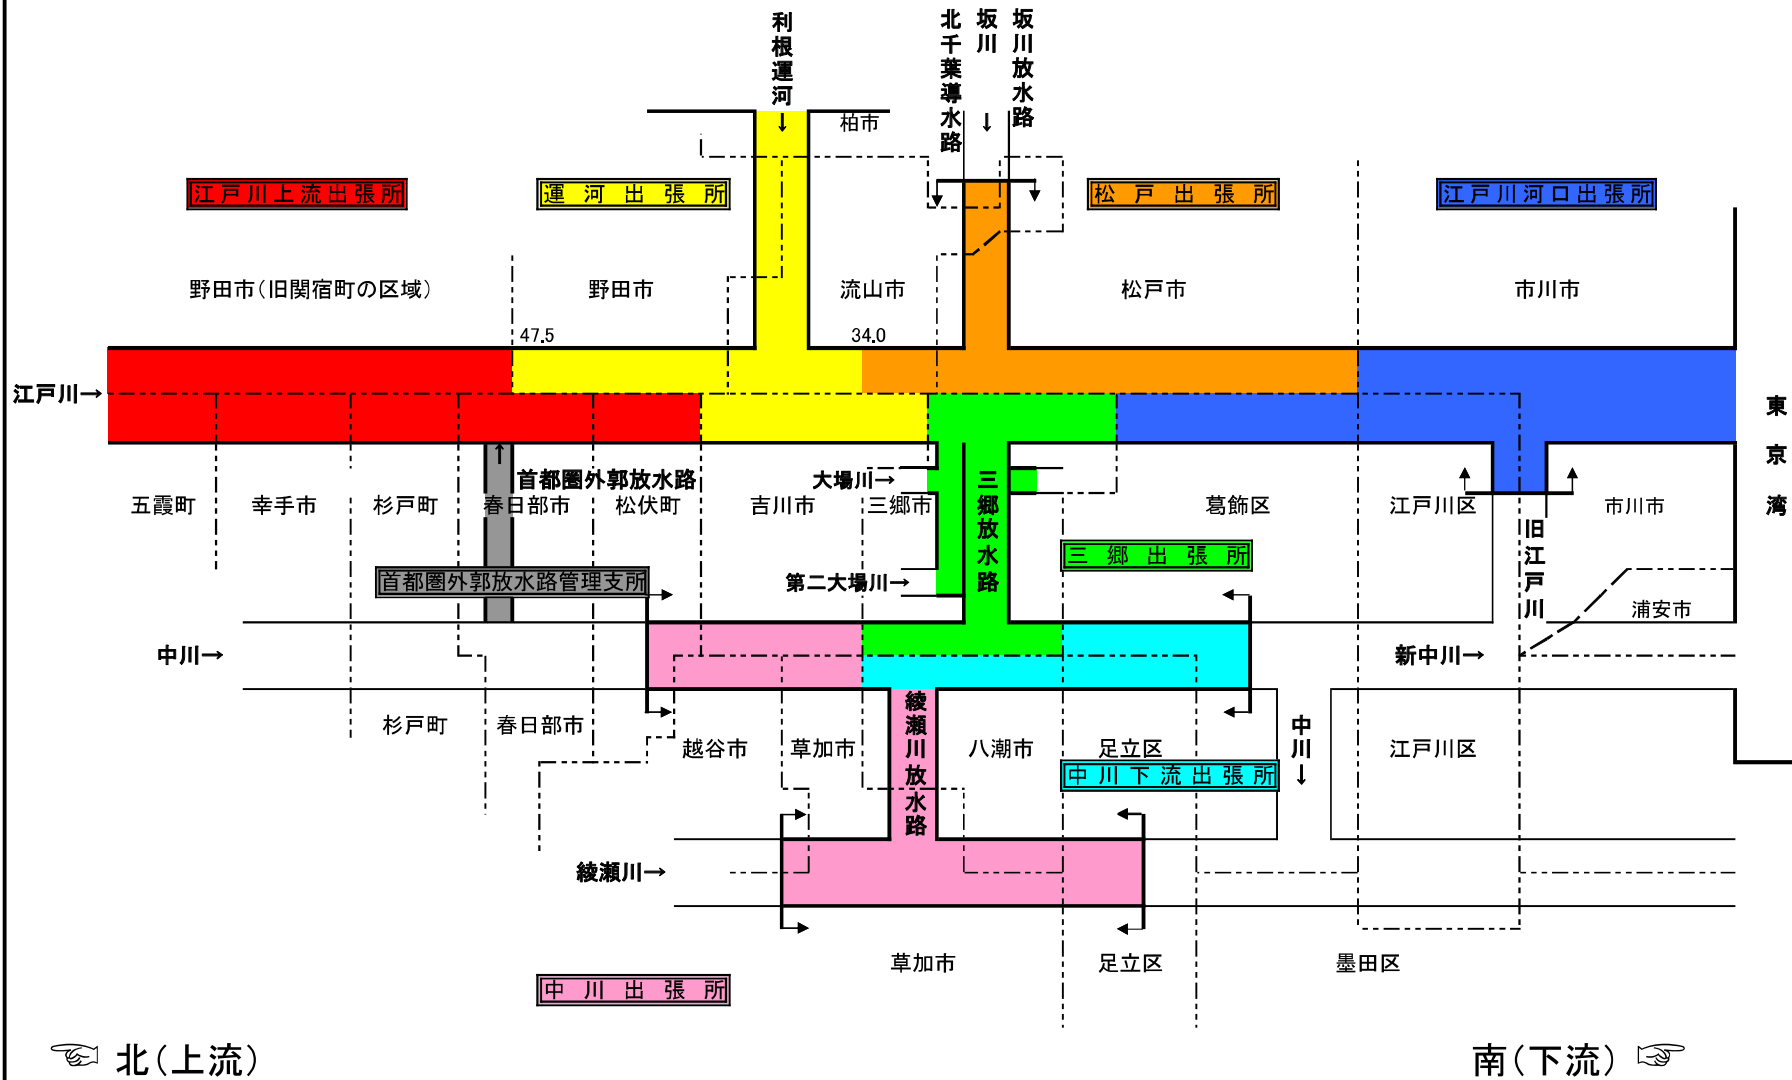 利根運河
↓
北千葉導水路
坂川
↓
坂川放水路
柏市
江戸川上流出張所
運河出張所
松戸出張所
江戸川河口出張所
野田市(旧関宿町の区域)
野田市
流山市
松戸市
市川市
47.5
34.0
江戸川→
東京湾
首都圏外郭放水路
大場川→
三郷放水路
五霞町
幸手市
杉戸町
春日部市
松伏町
吉川市
三郷市
葛飾区
江戸川区
市川市
旧江戸川
三郷出張所
首都圏外郭放水路管理支所
第二大場川→
浦安市
中川→
新中川→
綾瀬川放水路
杉戸町
春日部市
越谷市
草加市
八潮市
足立区
中川
↓
江戸川区
中川下流出張所
綾瀬川→
草加市
足立区
墨田区
中川出張所
☜ 北(上流)
南(下流) ☞